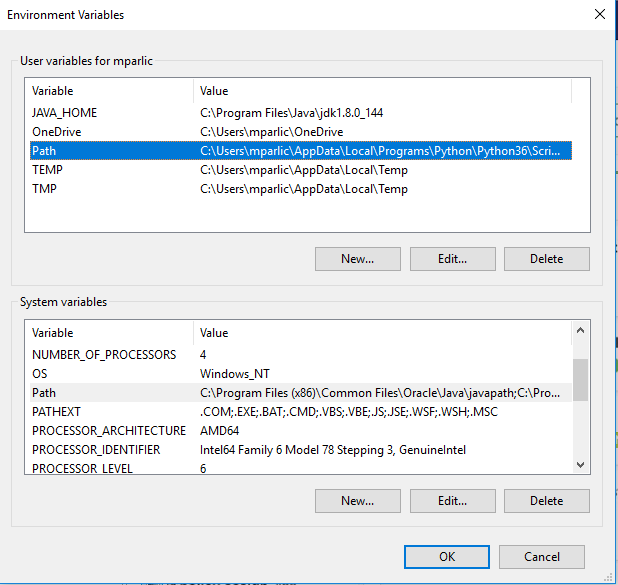 Environment Variables
User variables for mparlic
Variable Value
JAVA_HOME C:\Program Files\Java\jdk1.8.0_144
OneDrive C:\Users\mparlic\OneDrive
Path C:\Users\mparlic\AppData\Local\Programs\Python\Python36\Scri...
TEMP C:\Users\mparlic\AppData\Local\Temp
TMP C:\Users\mparlic\AppData\Local\Temp
New... Edit... Delete
System variables
Variable Value
NUMBER_OF_PROCESSORS 4
OS Windows_NT
Path C:\Program Files (x86)\Common Files\Oracle\Java\javapath;C:\Pro...
PATHEXT .COM;.EXE;.BAT;.CMD;.VBS;.VBE;.JS;.JSE;.WSF;.WSH;.MSC
PROCESSOR_ARCHITECTURE AMD64
PROCESSOR_IDENTIFIER Intel64 Family 6 Model 78 Stepping 3, GenuineIntel
PROCESSOR_LEVEL 6
New... Edit... Delete
OK Cancel